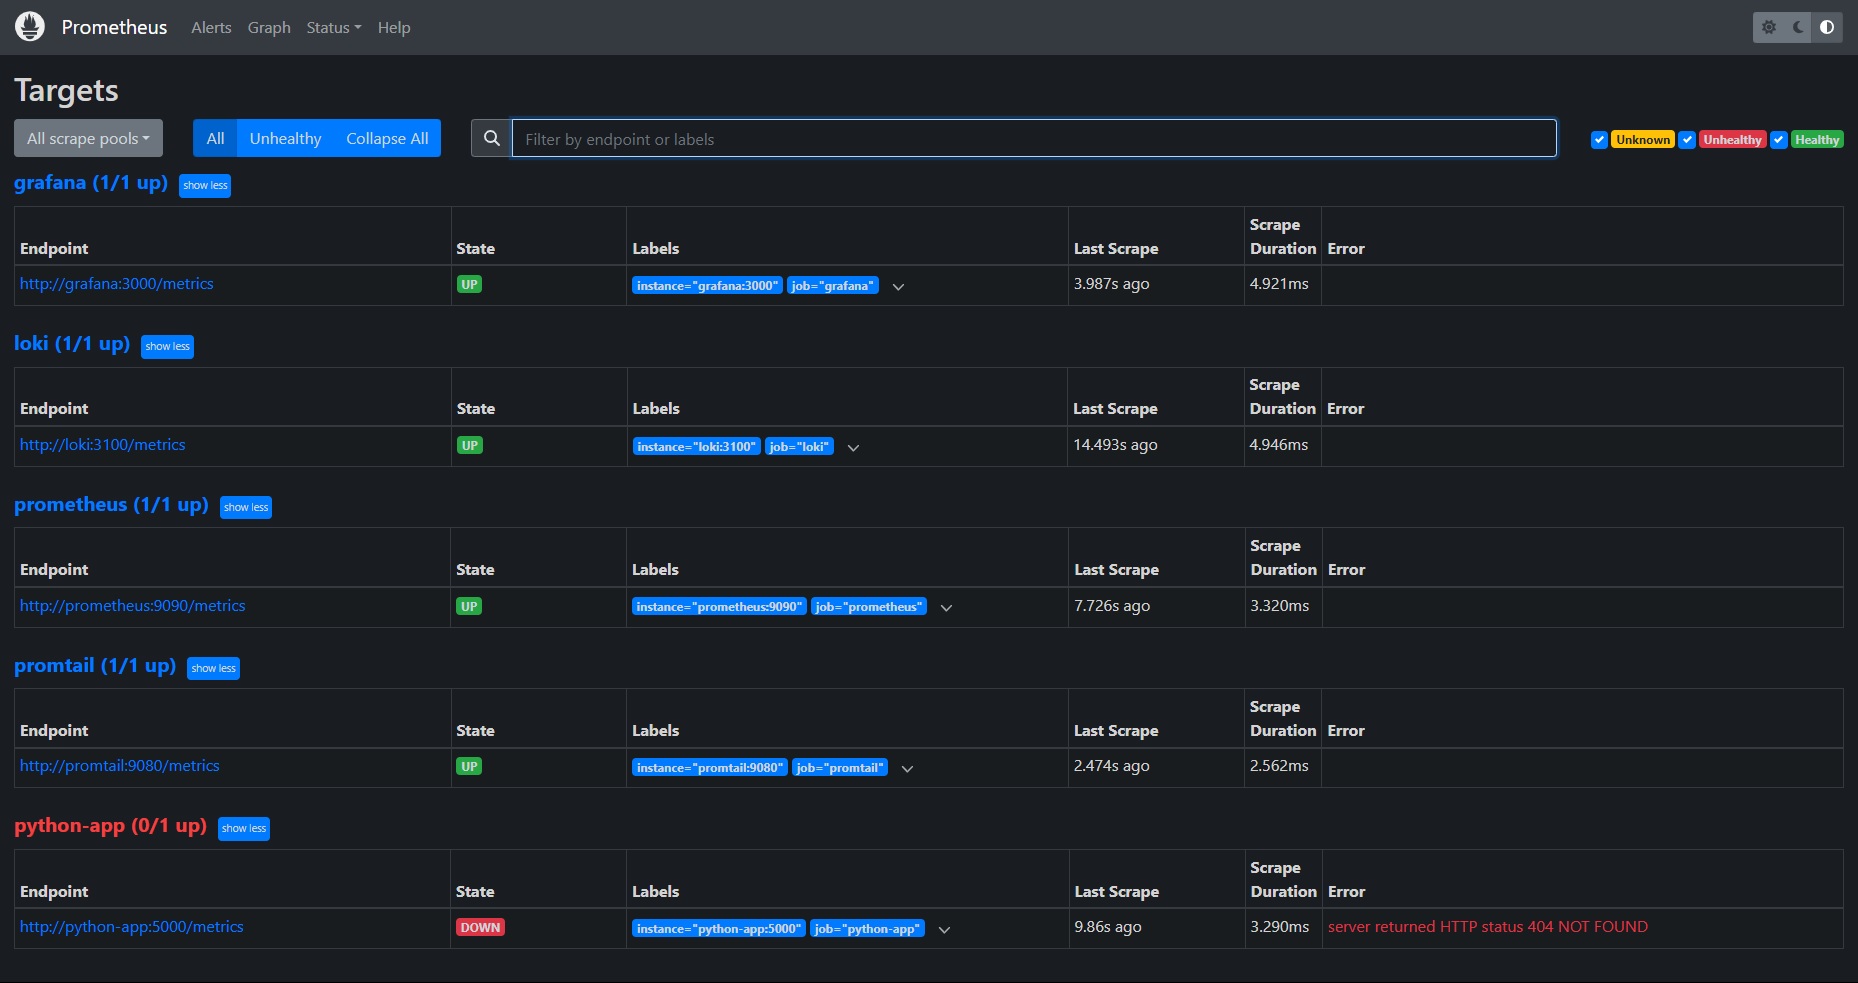 Prometheus Alerts Graph Status Help
Targets
All scrape pools All Unhealthy Collapse All Filter by endpoint or labels Unknown Unhealthy Healthy
grafana (1/1 up) show less
Endpoint State Labels Last Scrape Scrape Duration Error
http://grafana:3000/metrics UP instance="grafana:3000" job="grafana" 3.987s ago 4.921ms
loki (1/1 up) show less
Endpoint State Labels Last Scrape Scrape Duration Error
http://loki:3100/metrics UP instance="loki:3100" job="loki" 14.493s ago 4.946ms
prometheus (1/1 up) show less
Endpoint State Labels Last Scrape Scrape Duration Error
http://prometheus:9090/metrics UP instance="prometheus:9090" job="prometheus" 7.726s ago 3.320ms
promtail (1/1 up) show less
Endpoint State Labels Last Scrape Scrape Duration Error
http://promtail:9080/metrics UP instance="promtail:9080" job="promtail" 2.474s ago 2.562ms
python-app (0/1 up) show less
Endpoint State Labels Last Scrape Scrape Duration Error
http://python-app:5000/metrics DOWN instance="python-app:5000" job="python-app" 9.86s ago 3.290ms server returned HTTP status 404 NOT FOUND